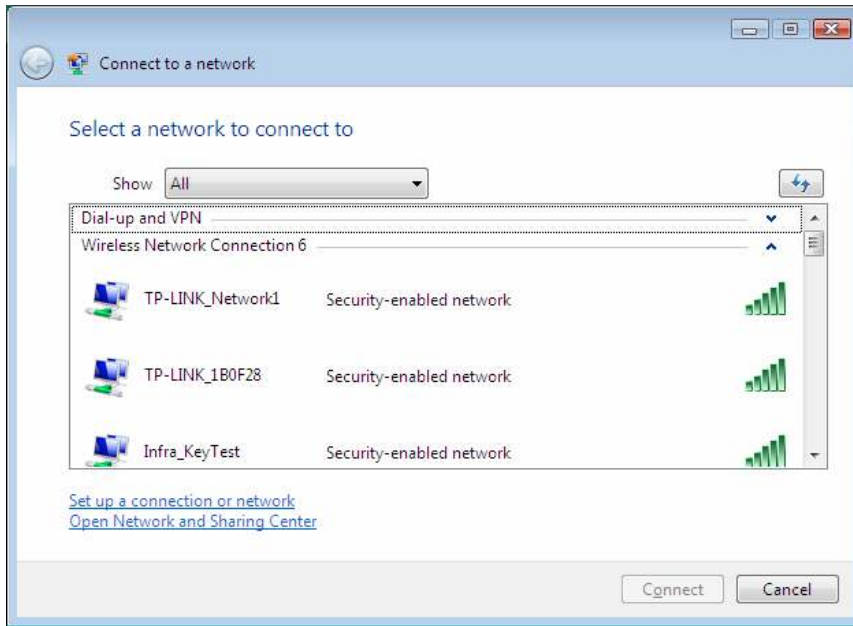 Connect to a network
Select a network to connect to
Show All
Dial-up and VPN
Wireless Network Connection 6
TP-LINK_Network1 Security-enabled network
TP-LINK_1B0F28 Security-enabled network
Infra_KeyTest Security-enabled network
Set up a connection or network
Open Network and Sharing Center
Connect Cancel